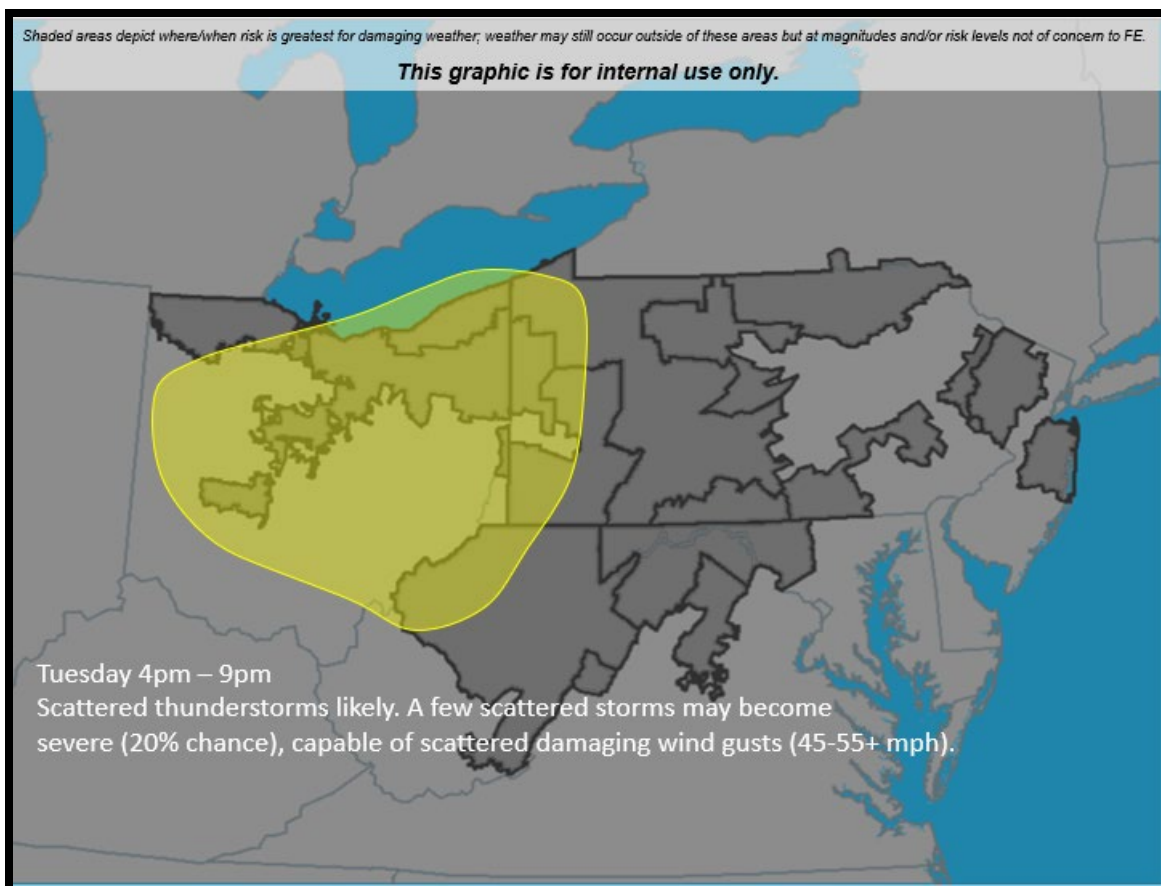 Shaded areas depict where/when risk is greatest for damaging weather; weather may still occur outside of these areas but at magnitudes and/or risk levels not of concern to FE.
This graphic is for internal use only.
Tuesday 4pm – 9pm
Scattered thunderstorms likely. A few scattered storms may become
severe (20% chance), capable of scattered damaging wind gusts (45-55+ mph).